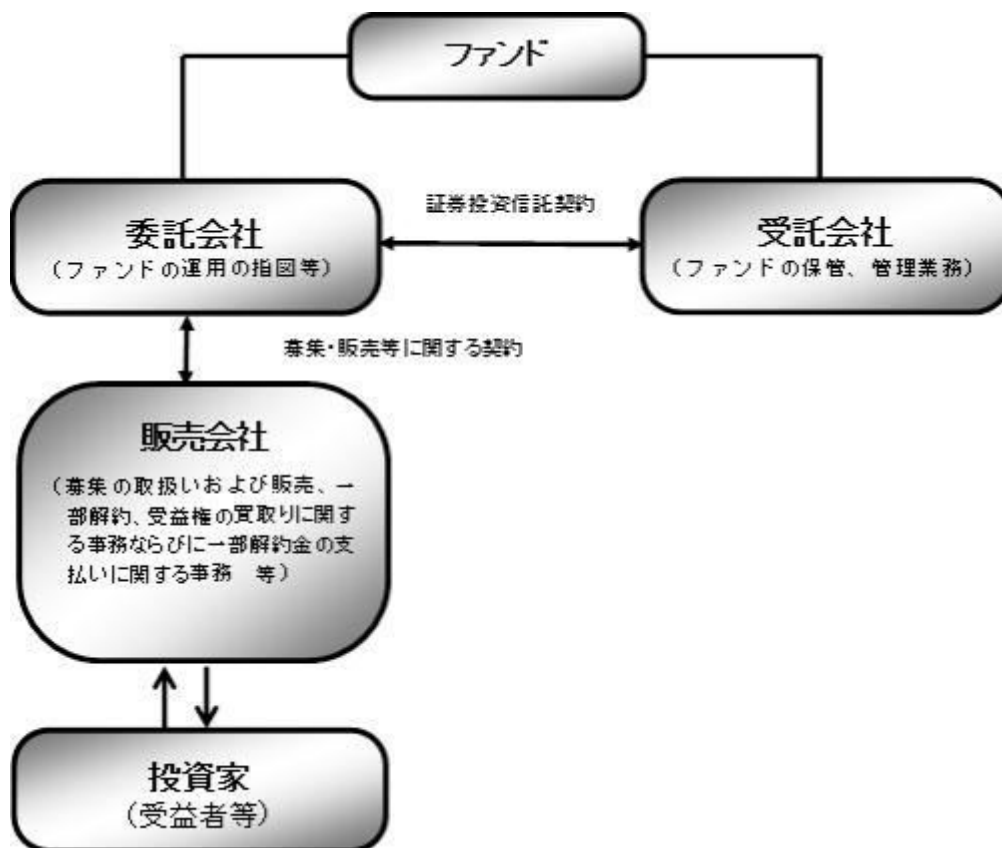 ファンド
証券投資信託契約
委託会社
(ファンドの運用の指図等)
受託会社
(ファンドの保管、管理業務)
募集・販売等に関する契約
販売会社
(募集の取扱いおよび販売、一
部解約、受益権の買取りに関す
る事務ならびに一部解約金の支
払いに関する事務 等)
投資家
(受益者等)